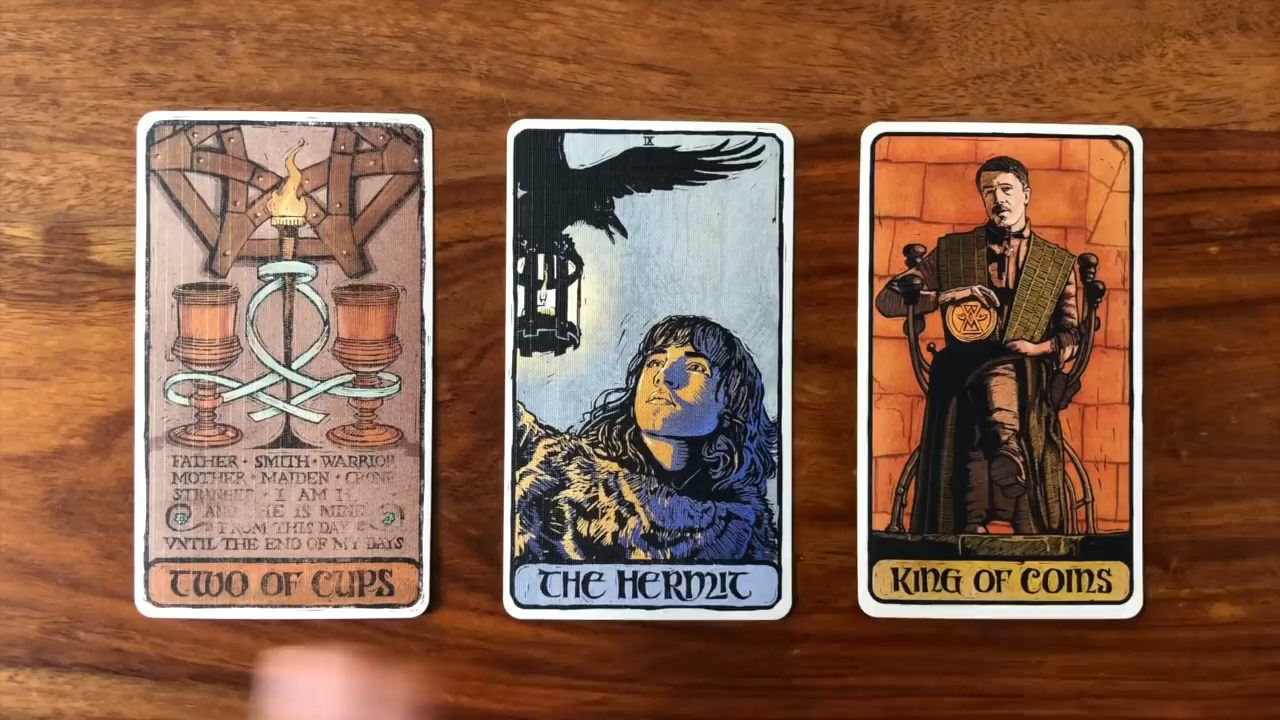 FATHER · SMITH · WARRIOR
MOTHER · MAIDEN · CRONE
STRANGER · I AM H
AND HE IS MINE
FROM THIS DAY
VNTIL THE END OF MY DAYS
TWO OF CUPS
IX
THE HERMIT
KING OF COINS